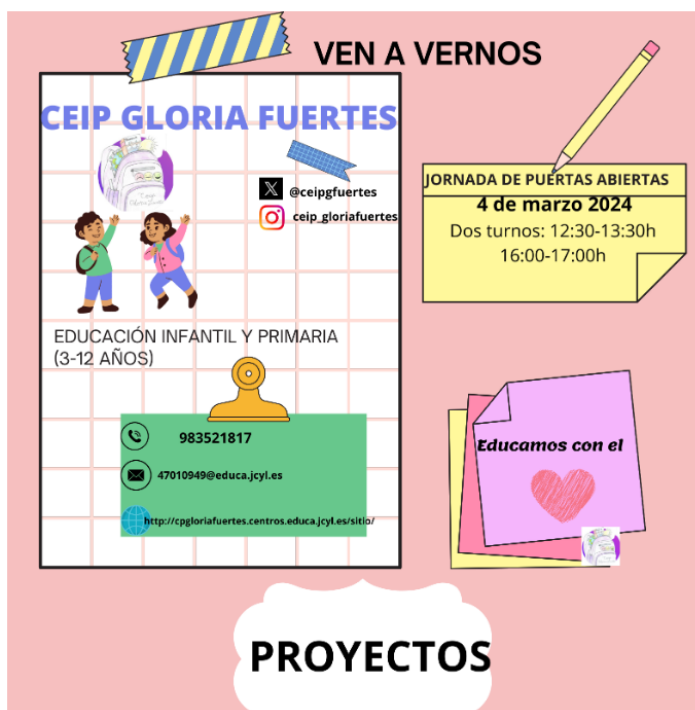 VEN A VERNOS
CEIP GLORIA FUERTES
@ceipgfuertes
ceip_gloriafuertes
EDUCACIÓN INFANTIL Y PRIMARIA
(3-12 AÑOS)
983521817
47010949@educa.jcyl.es
http://cpgloriafuertes.centros.educa.jcyl.es/sitio/
JORNADA DE PUERTAS ABIERTAS
4 de marzo 2024
Dos turnos: 12:30-13:30h
16:00-17:00h
Educamos con el
PROYECTOS